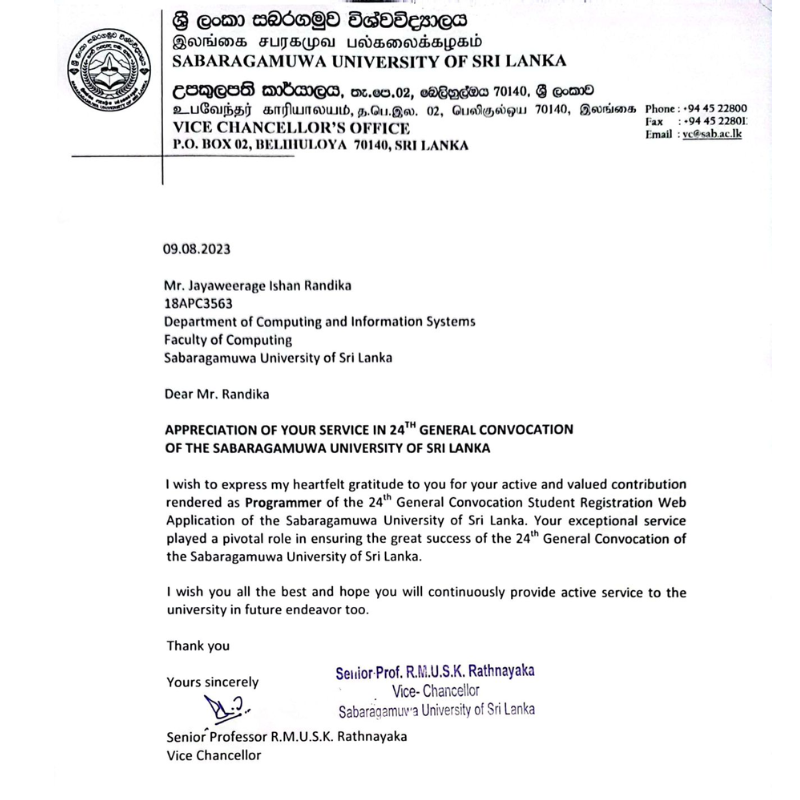 ශ්‍රී ලංකා සබරගමුව විශ්වවිද්‍යාලය
இலங்கை சபரகமுவ பல்கலைக்கழகம்
SABARAGAMUWA UNIVERSITY OF SRI LANKA
උපකුලපති කාර්යාලය, තැ.පෙ.02, බෙලිහුල්ඔය 70140, ශ්‍රී ලංකාව
உபவேந்தர் காரியாலயம், த.பெ.இல. 02, பெலிகுல்ஒய 70140, இலங்கை
VICE CHANCELLOR'S OFFICE
P.O. BOX 02, BELIHULOYA 70140, SRI LANKA
Phone : +94 45 22800
Fax : +94 45 22801
Email : vc@sab.ac.lk
09.08.2023
Mr. Jayaweerage Ishan Randika
18APC3563
Department of Computing and Information Systems
Faculty of Computing
Sabaragamuwa University of Sri Lanka
Dear Mr. Randika
APPRECIATION OF YOUR SERVICE IN 24TH GENERAL CONVOCATION
OF THE SABARAGAMUWA UNIVERSITY OF SRI LANKA
I wish to express my heartfelt gratitude to you for your active and valued contribution
rendered as Programmer of the 24th General Convocation Student Registration Web
Application of the Sabaragamuwa University of Sri Lanka. Your exceptional service
played a pivotal role in ensuring the great success of the 24th General Convocation of
the Sabaragamuwa University of Sri Lanka.
I wish you all the best and hope you will continuously provide active service to the
university in future endeavor too.
Thank you
Yours sincerely
Senior Prof. R.M.U.S.K. Rathnayaka
Vice- Chancellor
Sabaragamuwa University of Sri Lanka
Senior Professor R.M.U.S.K. Rathnayaka
Vice Chancellor